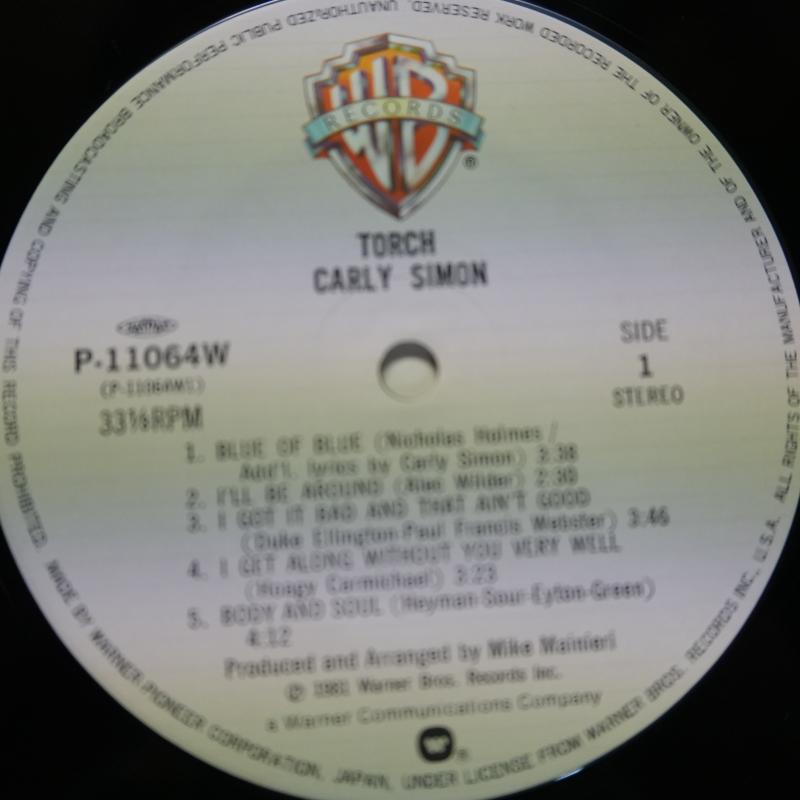 WB
RECORDS
®
TORCH
CARLY SIMON
P-11064W
(P-11064W1)
33⅓RPM
SIDE
1
STEREO
1. BLUE OF BLUE (Nicholas Holmes/
Add'l. lyrics by Carly Simon) 3:38
2. I'LL BE AROUND (Alec Wilder) 2:30
3. I GOT IT BAD AND THAT AIN'T GOOD
(Duke Ellington-Paul Francis Webster) 3:46
4. I GET ALONG WITHOUT YOU VERY WELL
(Hoagy Carmichael) 3:23
5. BODY AND SOUL (Heyman-Sour-Eyton-Green)
4:12
Produced and Arranged by Mike Mainieri
℗ 1981 Warner Bros. Records Inc.
a Warner Communications Company
®
MADE BY WARNER-PIONEER CORPORATION, JAPAN, UNDER LICENSE FROM WARNER BROS. RECORDS INC., U.S.A. ALL RIGHTS OF THE MANUFACTURER AND OF THE OWNER OF THE RECORDED WORK RESERVED. UNAUTHORIZED PUBLIC PERFORMANCE BROADCASTING AND COPYING OF THIS RECORD PROHIBITED.